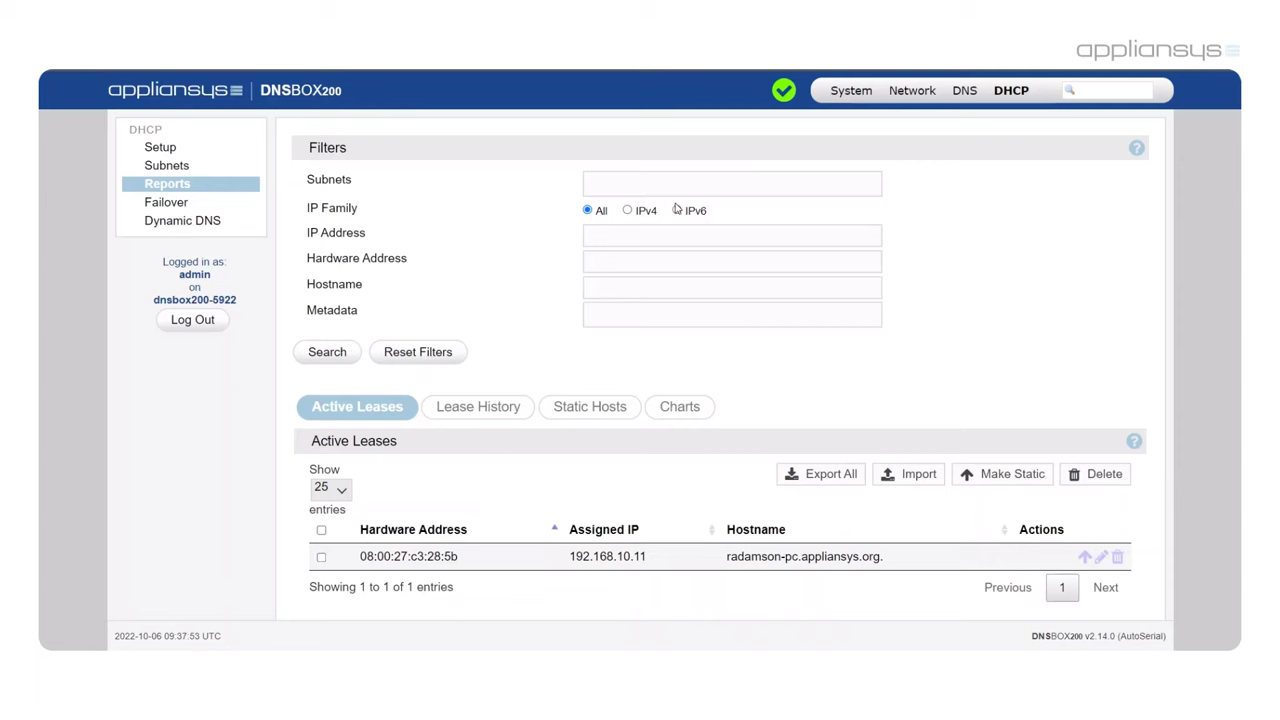 appliansys
appliansys DNSBOX200
System Network DNS DHCP
DHCP
Setup
Subnets
Reports
Failover
Dynamic DNS
Logged in as:
admin
on
dnsbox200-5922
Log Out
Filters ?
Subnets
IP Family All IPv4 IPv6
IP Address
Hardware Address
Hostname
Metadata
Search Reset Filters
Active Leases Lease History Static Hosts Charts
Active Leases ?
Show
25
entries
Export All Import Make Static Delete
Hardware Address Assigned IP Hostname Actions
08:00:27:c3:28:5b 192.168.10.11 radamson-pc.appliansys.org.
Showing 1 to 1 of 1 entries
Previous 1 Next
2022-10-06 09:37:53 UTC DNSBOX200 v2.14.0 (AutoSerial)